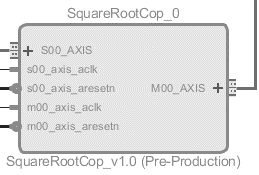 SquareRootCop_0
S00_AXIS
s00_axis_aclk
s00_axis_aresetn
M00_AXIS
m00_axis_aclk
m00_axis_aresetn
SquareRootCop_v1.0 (Pre-Production)